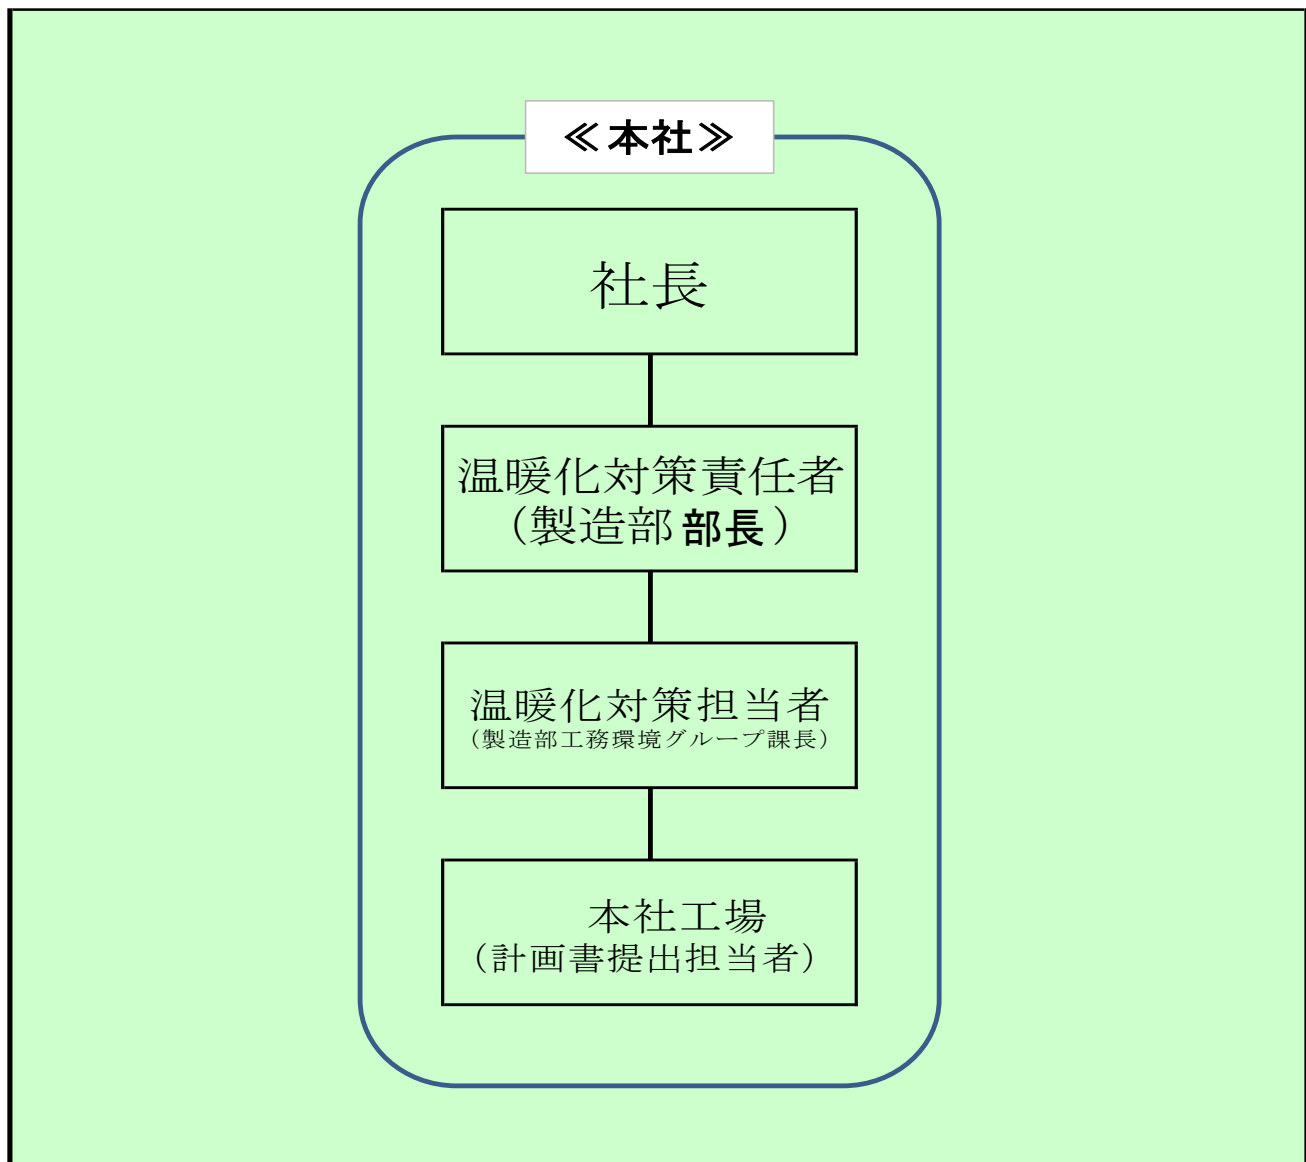 ≪本社≫
社長
温暖化対策責任者
（製造部部長）
温暖化対策担当者
（製造部工務環境グループ課長）
本社工場
（計画書提出担当者）